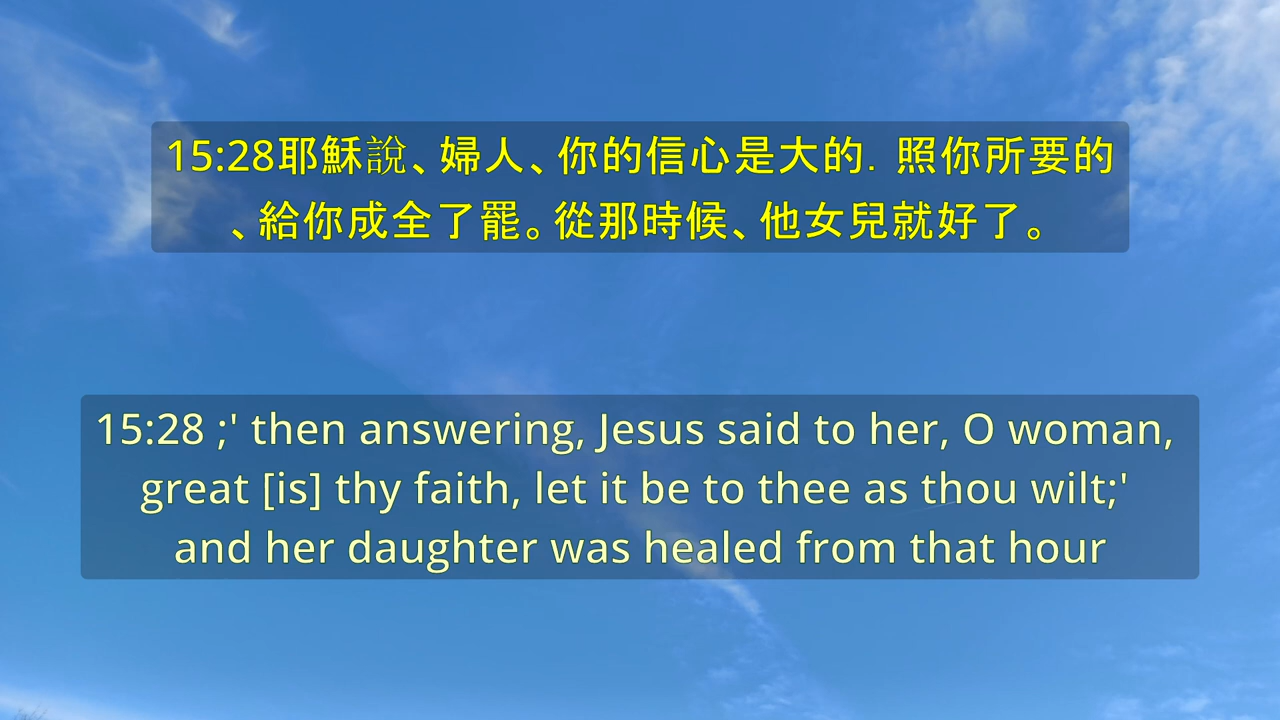 15:28耶穌說、婦人、你的信心是大的．照你所要的
、給你成全了罷。從那時候、他女兒就好了。
15:28 ;' then answering, Jesus said to her, O woman,
great [is] thy faith, let it be to thee as thou wilt;'
and her daughter was healed from that hour